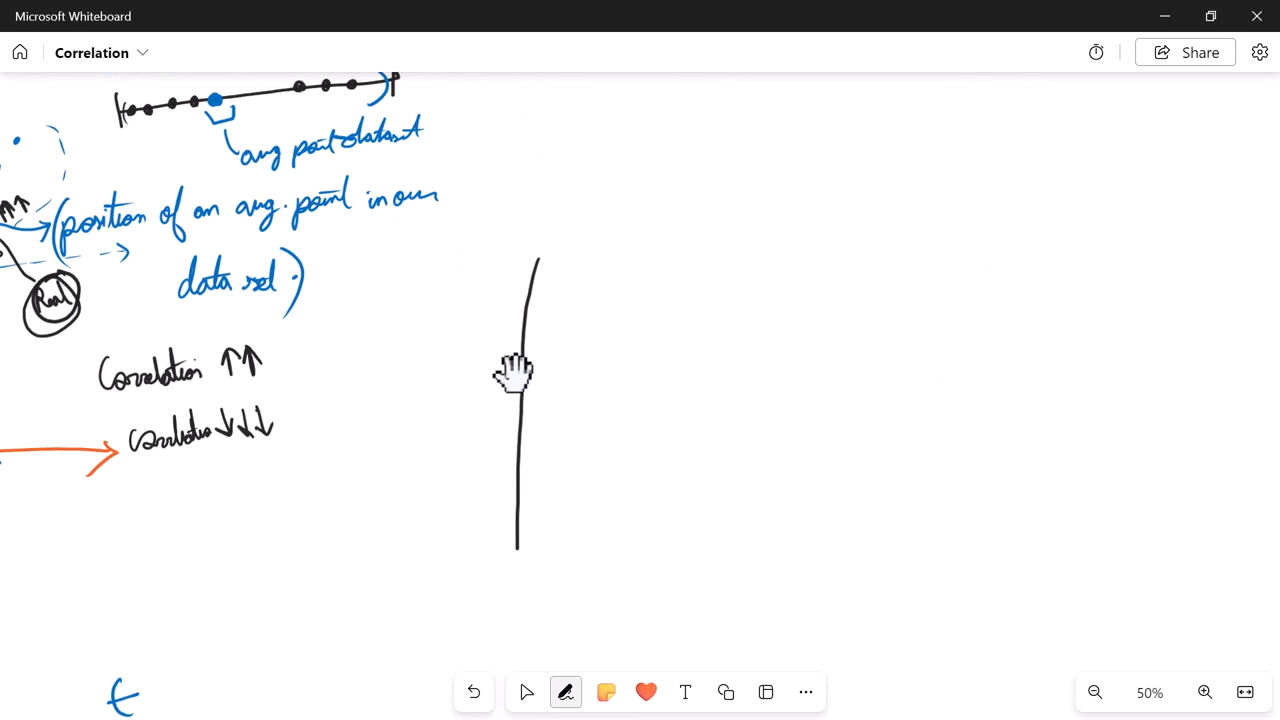 Microsoft Whiteboard
Correlation
Share
avg point dataset
(position of an avg. point in our
data set.)
Real
Correlation ↑↑
Correlation ↓↓↓
t
50%